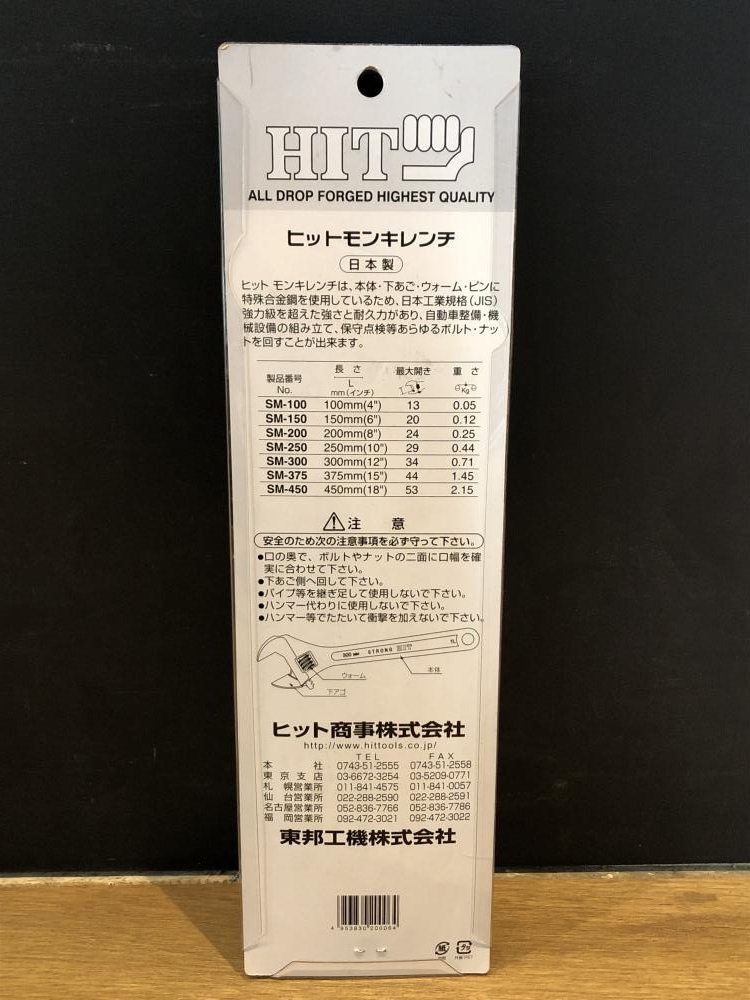 HIT
ALL DROP FORGED HIGHEST QUALITY
ヒットモンキレンチ
日本製
ヒット モンキレンチは、本体・下あご・ウォーム・ピンに
特殊合金鋼を使用しているため、日本工業規格(JIS)
強力級を超えた強さと耐久力があり、自動車整備・機
械設備の組み立て、保守点検等あらゆるボルト・ナッ
トを回すことが出来ます。
製品番号 No. 長さ L mm(インチ) 最大開き 重さ Kg
SM-100 100mm(4") 13 0.05
SM-150 150mm(6") 20 0.12
SM-200 200mm(8") 24 0.25
SM-250 250mm(10") 29 0.44
SM-300 300mm(12") 34 0.71
SM-375 375mm(15") 44 1.45
SM-450 450mm(18") 53 2.15
注 意
安全のため次の注意事項を必ず守って下さい。
●口の奥で、ボルトやナットの二面に口幅を確
実に合わせて下さい。
●下あご側へ回して下さい。
●パイプ等を継ぎ足して使用しないで下さい。
●ハンマー代わりに使用しないで下さい。
●ハンマー等でたたいて衝撃を加えないで下さい。
300 mm STRONG HIT
ウォーム
本体
下アゴ
ヒット商事株式会社
http://www.hittools.co.jp/
TEL FAX
本社 0743-51-2555 0743-51-2558
東京支店 03-6672-3254 03-5209-0771
札幌営業所 011-841-4575 011-841-0057
仙台営業所 022-288-2590 022-288-2591
名古屋営業所 052-836-7766 052-836-7786
福岡営業所 092-472-3021 092-472-3022
東邦工機株式会社
4 953830 200064
紙 プラ